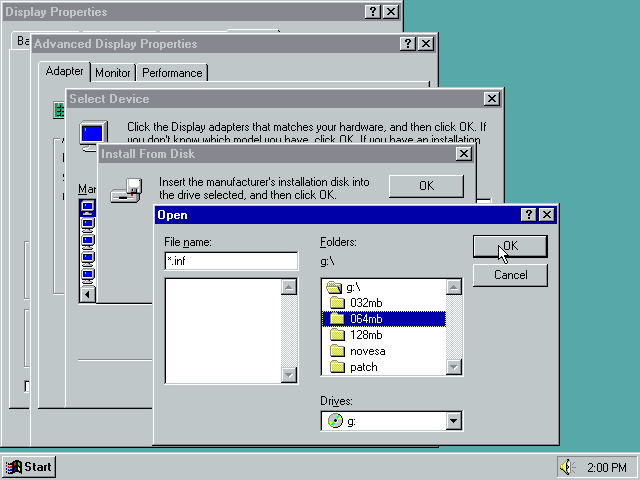 Display Properties
Ba
Advanced Display Properties
Adapter
Monitor
Performance
Select Device
Click the Display adapters that matches your hardware, and then click OK. If
you don't know which model you have, click OK. If you have an installation
Install From Disk
Insert the manufacturer's installation disk into
the drive selected, and then click OK.
OK
Open
File name:
*.inf
Folders:
g:\
g:\
032mb
064mb
128mb
novesa
patch
Drives:
g:
OK
Cancel
Start
2:00 PM